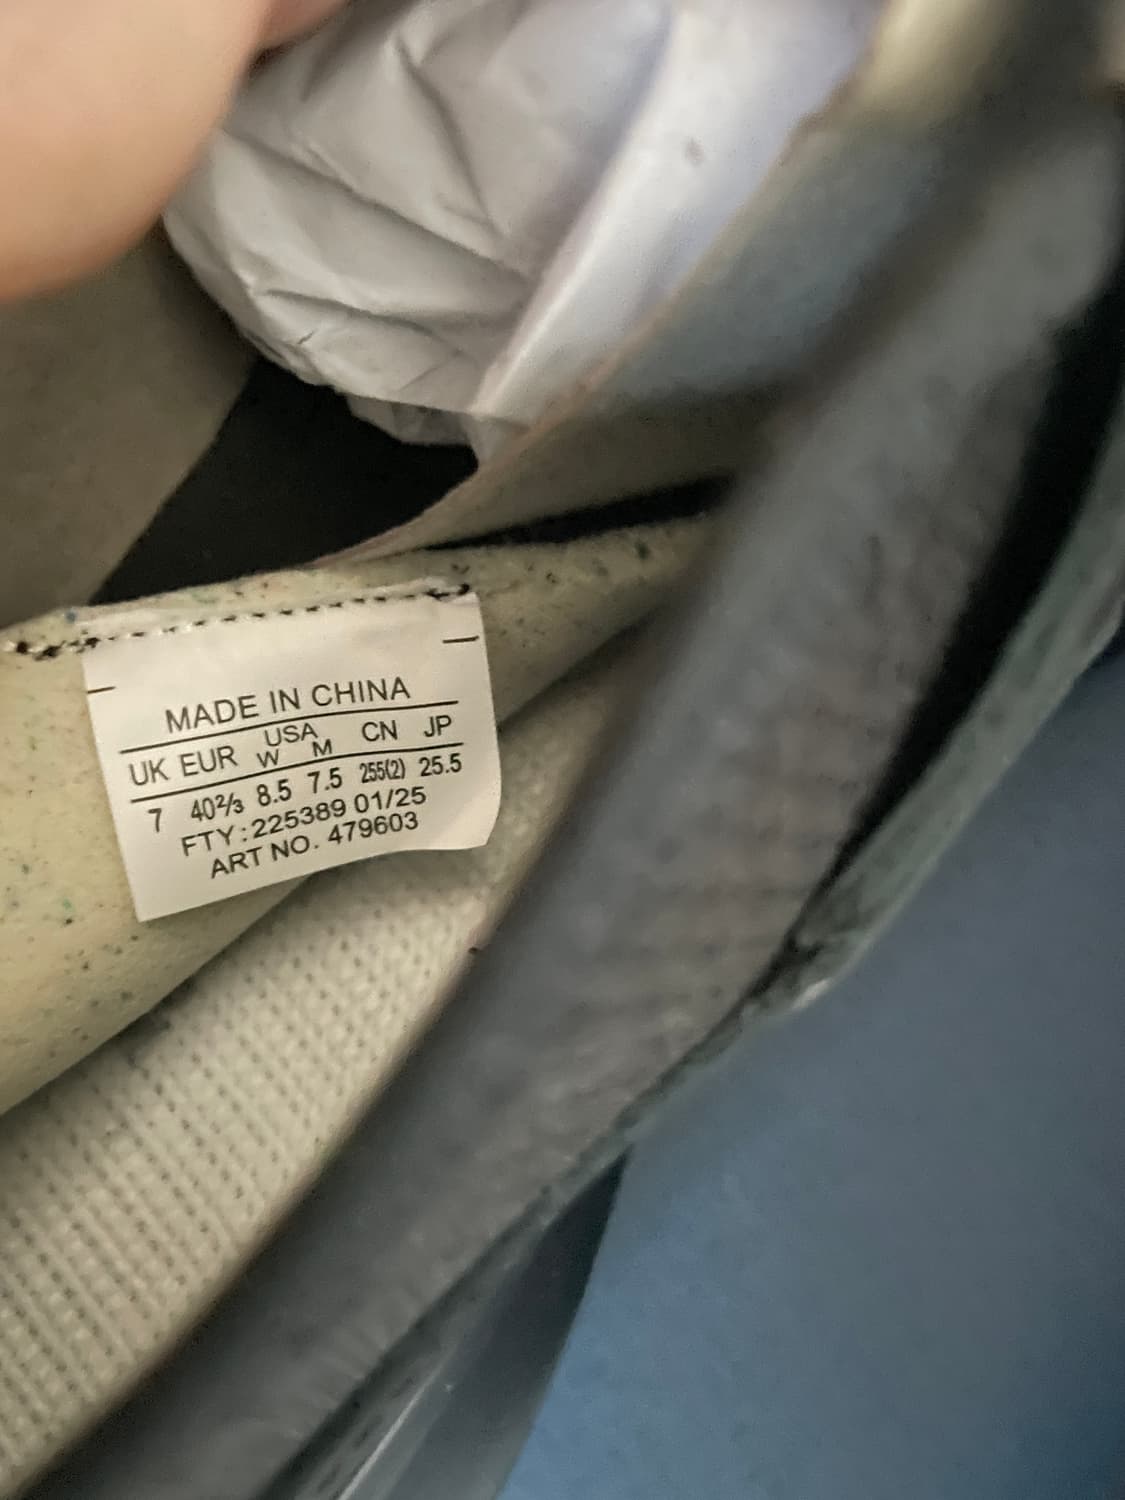 MADE IN CHINA
UK EUR USA W M CN JP
7 40⅔ 8.5 7.5 255(2) 25.5
FTY:225389 01/25
ART NO. 479603